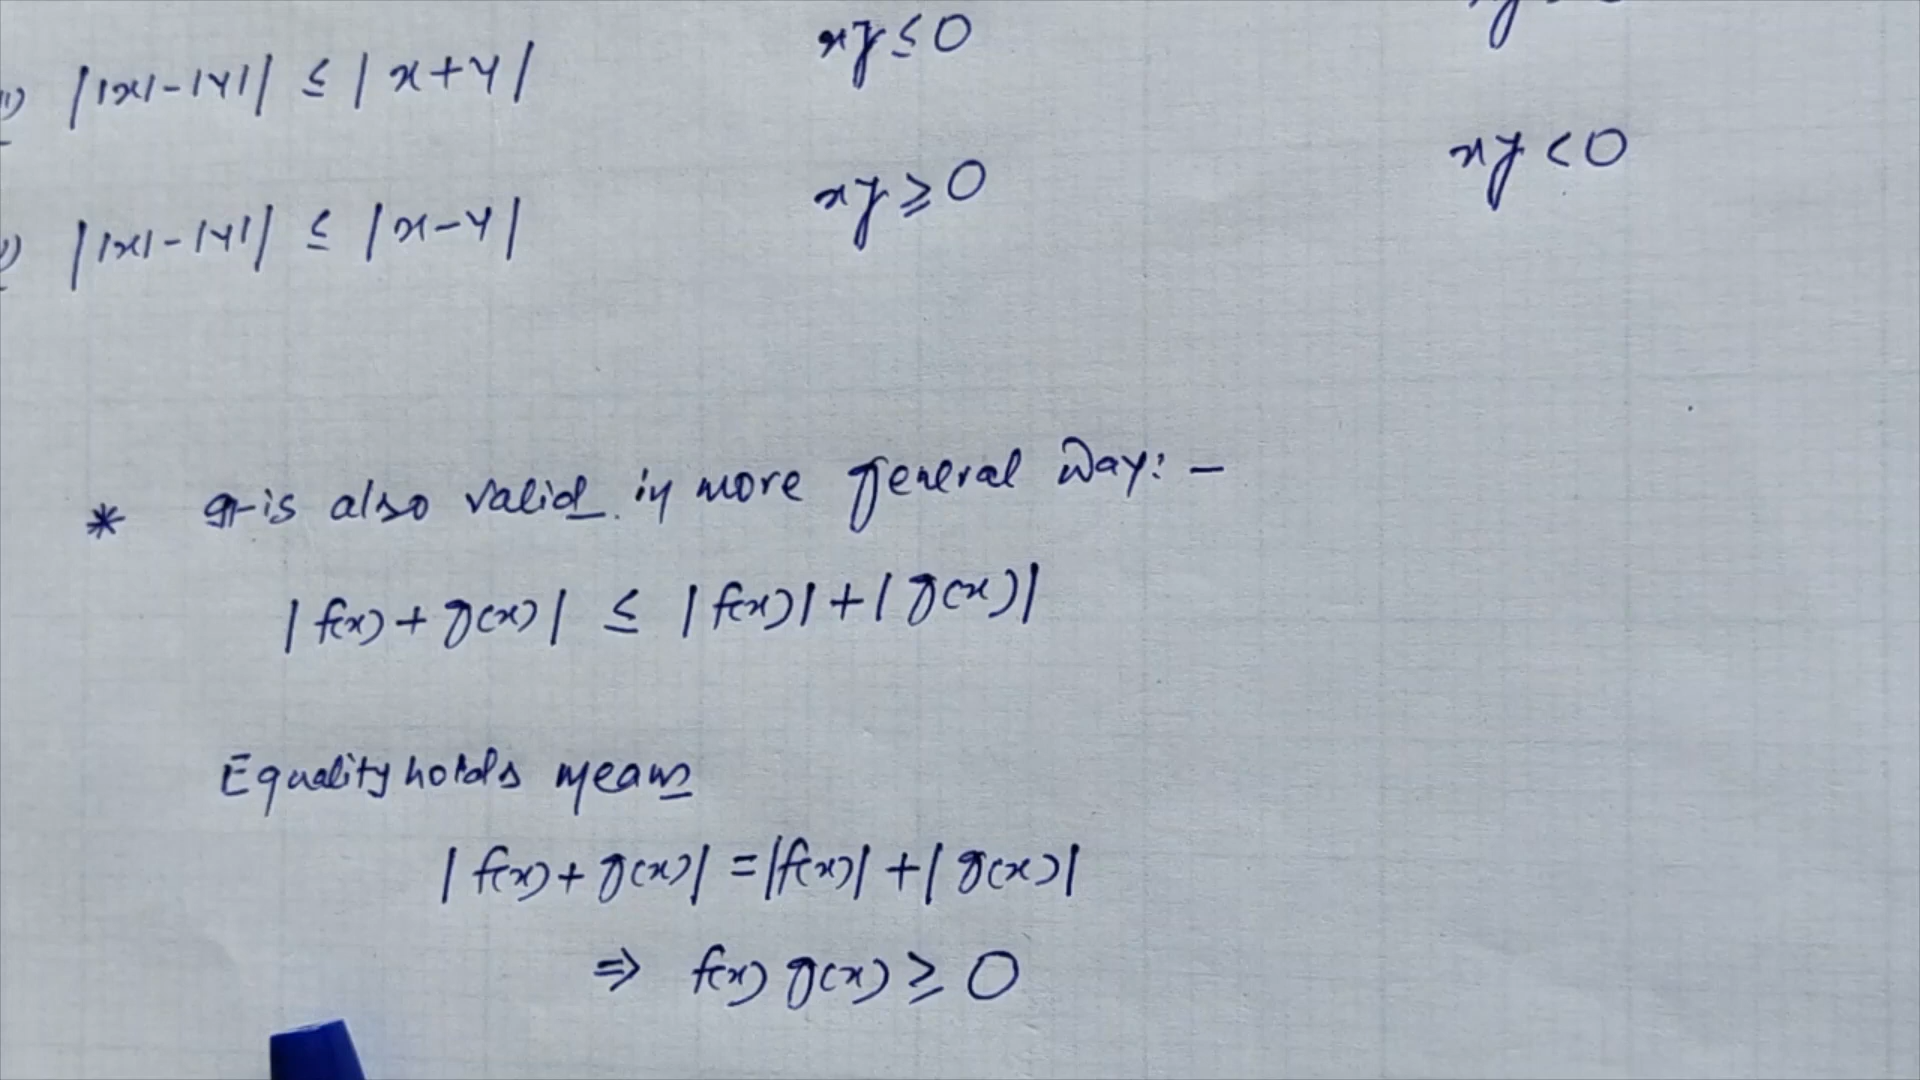 ||x|-|y|| ≤ |x+y| xy ≤ 0
||x|-|y|| ≤ |x-y| xy ≥ 0 xy < 0
* It is also valid in more general way: –
|f(x)+g(x)| ≤ |f(x)|+|g(x)|
Equality holds means
|f(x)+g(x)| = |f(x)|+|g(x)|
⇒ f(x) g(x) ≥ 0